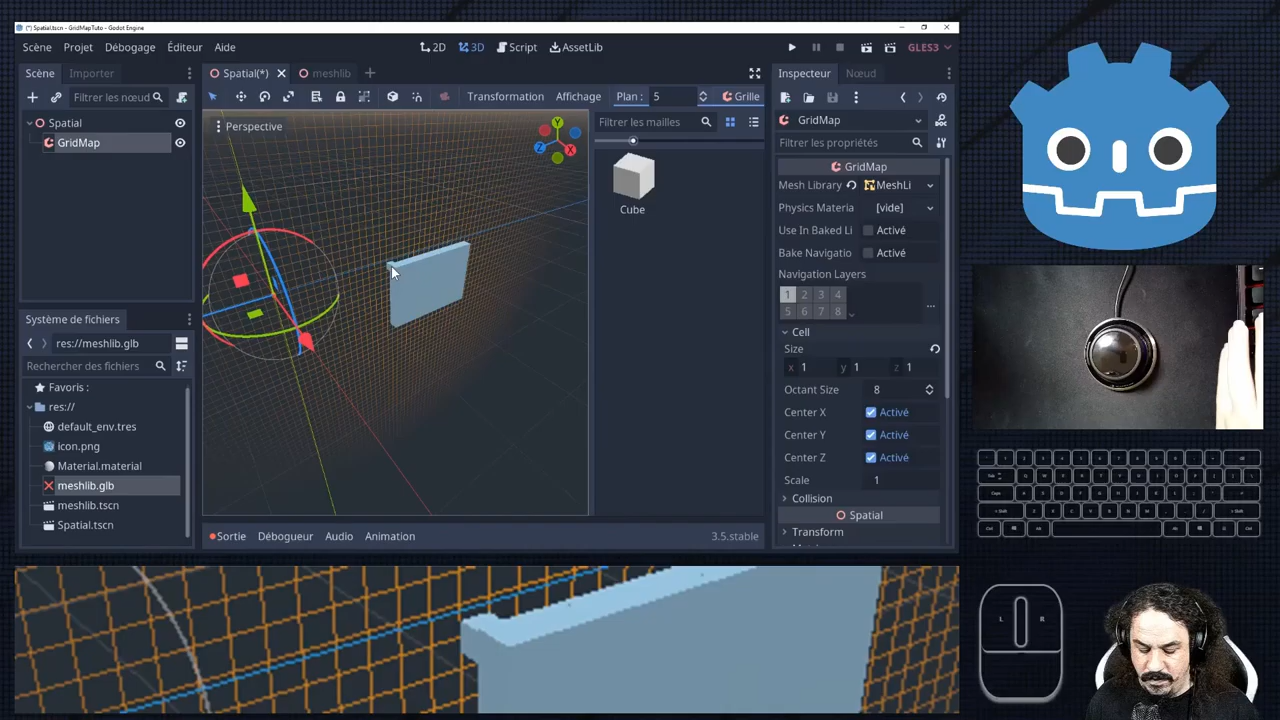 (*) Spatial.tscn - GridMapTuto - Godot Engine
Scène Projet Débogage Éditeur Aide
2D 3D Script AssetLib
GLES3
Scène Importer
Filtrer les nœud
Spatial
GridMap
Système de fichiers
res://meshlib.glb
Rechercher des fichiers
Favoris :
res://
default_env.tres
icon.png
Material.material
meshlib.glb
meshlib.tscn
Spatial.tscn
Spatial(*) meshlib
Transformation Affichage Plan : 5 Grille
Perspective
Y
Z
X
Filtrer les mailles
Cube
Sortie Débogueur Audio Animation 3.5.stable
Inspecteur Nœud
GridMap
Filtrer les propriétés
GridMap
Mesh Library MeshLi
Physics Materia [vide]
Use In Baked Li Activé
Bake Navigatio Activé
Navigation Layers
1 2 3 4
5 6 7 8
Cell
Size
x 1 y 1 z 1
Octant Size 8
Center X Activé
Center Y Activé
Center Z Activé
Scale 1
Collision
Spatial
Transform
L R